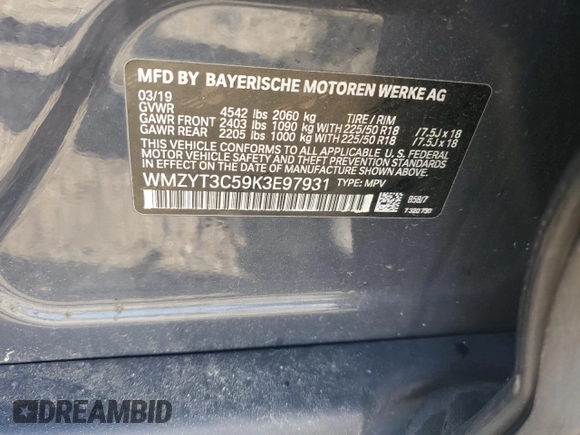 MFD BY BAYERISCHE MOTOREN WERKE AG
03/19
GVWR 4542 lbs 2060 kg TIRE / RIM
GAWR FRONT 2403 lbs 1090 kg WITH 225/50 R18 / 7.5J x 18
GAWR REAR 2205 lbs 1000 kg WITH 225/50 R18 / 7.5J x 18
THIS VEHICLE CONFORMS TO ALL APPLICABLE U.S. FEDERAL
MOTOR VEHICLE SAFETY, BUMPER, AND THEFT PREVENTION STANDARDS
IN EFFECT ON THE DATE OF MANUFACTURE SHOWN ABOVE.
WMZYT3C59K3E97931 TYPE: MPV
DREAMBID